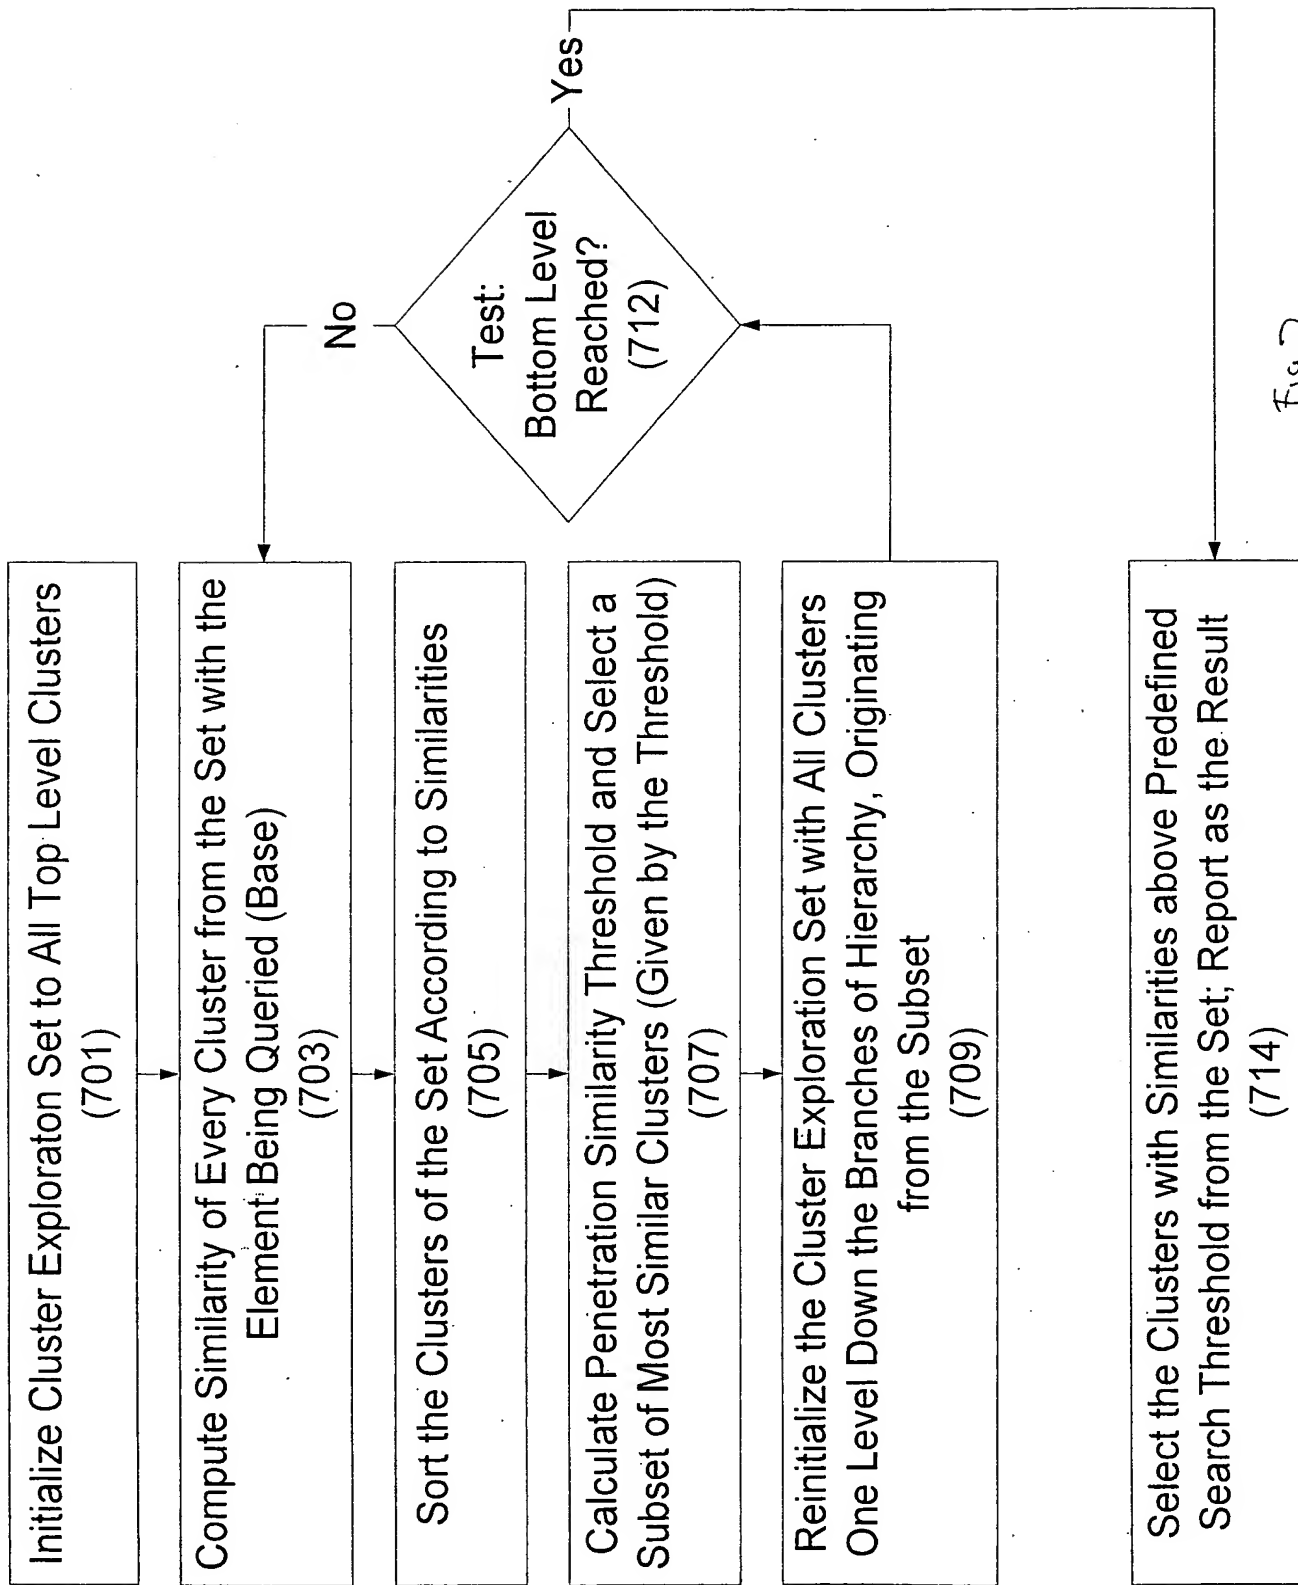 Initialize Cluster Exploraton Set to All Top Level Clusters
(701)
Compute Similarity of Every Cluster from the Set with the
Element Being Queried (Base)
(703)
Sort the Clusters of the Set According to Similarities
(705)
Calculate Penetration Similarity Threshold and Select a
Subset of Most Similar Clusters (Given by the Threshold)
(707)
Reinitialize the Cluster Exploration Set with All Clusters
One Level Down the Branches of Hierarchy, Originating
from the Subset
(709)
No
Test:
Bottom Level
Reached?
(712)
Yes
Select the Clusters with Similarities above Predefined
Search Threshold from the Set; Report as the Result
(714)
Fig 7